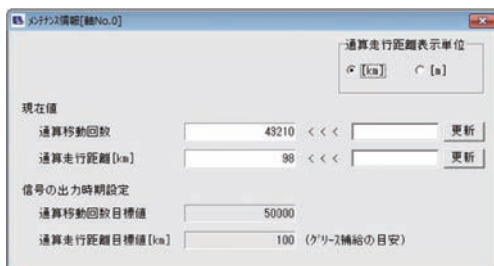 ﾒﾝﾃﾅﾝｽ情報[軸No.0]
通算走行距離表示単位
[km] [m]
現在値
通算移動回数 43210 <<< 更新
通算走行距離[km] 98 <<< 更新
信号の出力時期設定
通算移動回数目標値 50000
通算走行距離目標値[km] 100 (ｸﾞﾘｰｽ補給の目安)